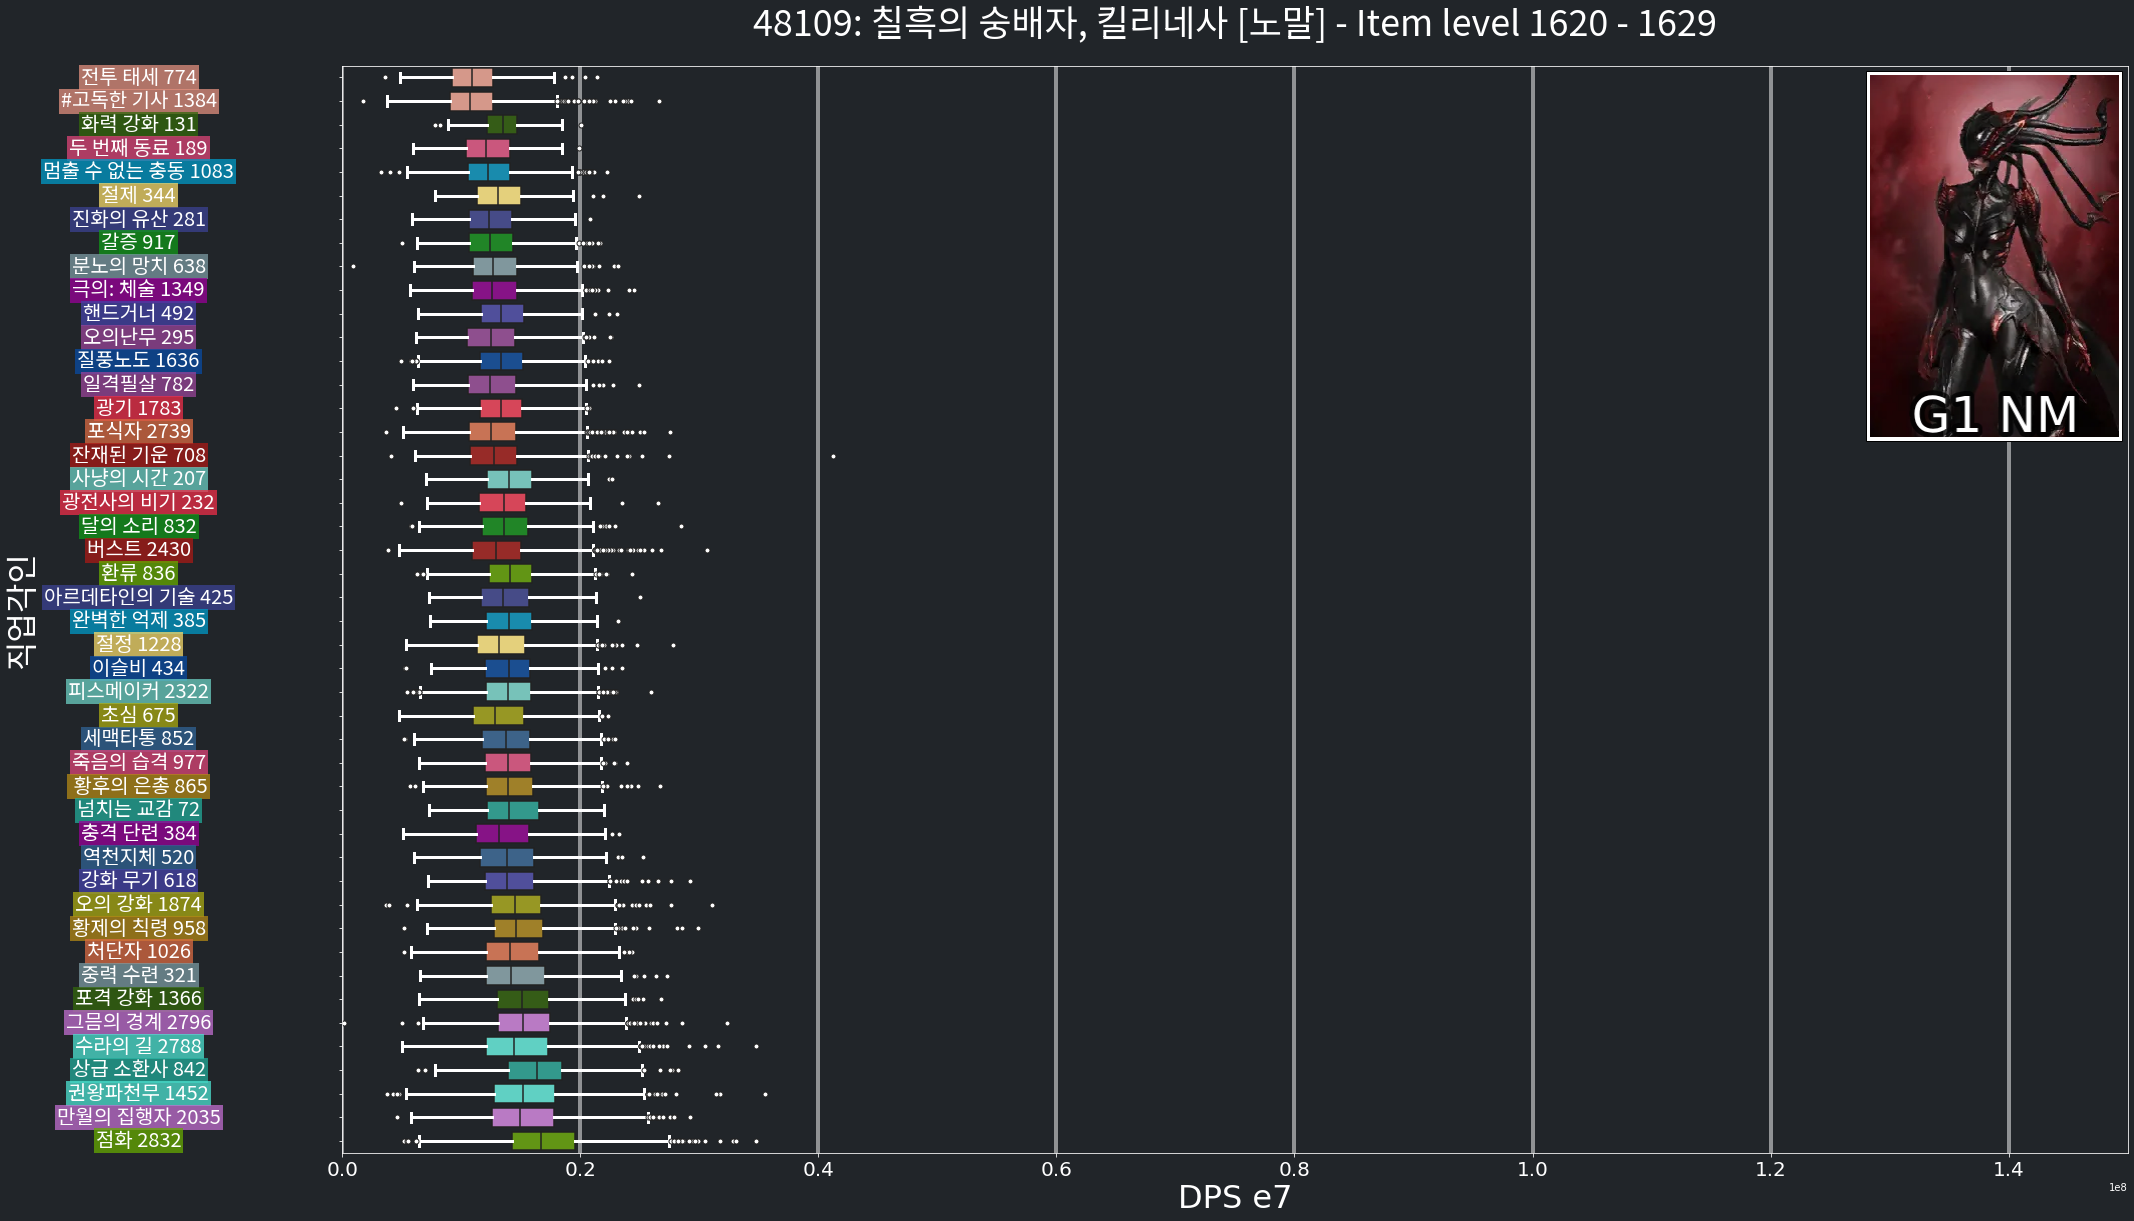 48109: 칠흑의 숭배자, 킬리네사 [노말] - Item level 1620 - 1629
전투 태세 774
#고독한 기사 1384
화력 강화 131
두 번째 동료 189
멈출 수 없는 충동 1083
절제 344
진화의 유산 281
갈증 917
분노의 망치 638
극의: 체술 1349
핸드거너 492
오의난무 295
질풍노도 1636
일격필살 782
광기 1783
포식자 2739
잔재된 기운 708
사냥의 시간 207
광전사의 비기 232
달의 소리 832
버스트 2430
환류 836
아르데타인의 기술 425
완벽한 억제 385
절정 1228
이슬비 434
피스메이커 2322
초심 675
세맥타통 852
죽음의 습격 977
황후의 은총 865
넘치는 교감 72
충격 단련 384
역천지체 520
강화 무기 618
오의 강화 1874
황제의 칙령 958
처단자 1026
중력 수련 321
포격 강화 1366
그믐의 경계 2796
수라의 길 2788
상급 소환사 842
권왕파천무 1452
만월의 집행자 2035
점화 2832
직업각인
G1 NM
0.0 0.2 0.4 0.6 0.8 1.0 1.2 1.4
DPS e7
1e8